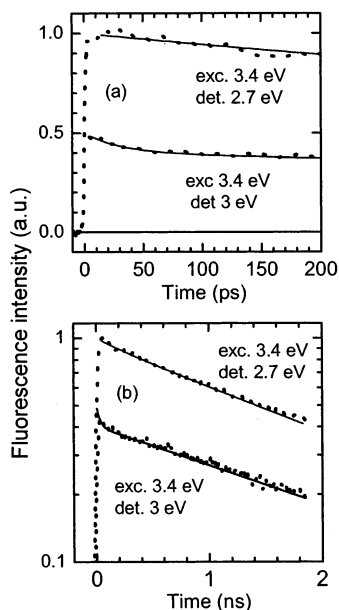 Fluorescence intensity (a.u.)
1.0
0.5
0.0
(a)
exc. 3.4 eV
det. 2.7 eV
exc 3.4 eV
det 3 eV
0 50 100 150 200
Time (ps)
1
0.1
(b)
exc. 3.4 eV
det. 2.7 eV
exc. 3.4 eV
det. 3 eV
0 1 2
Time (ns)